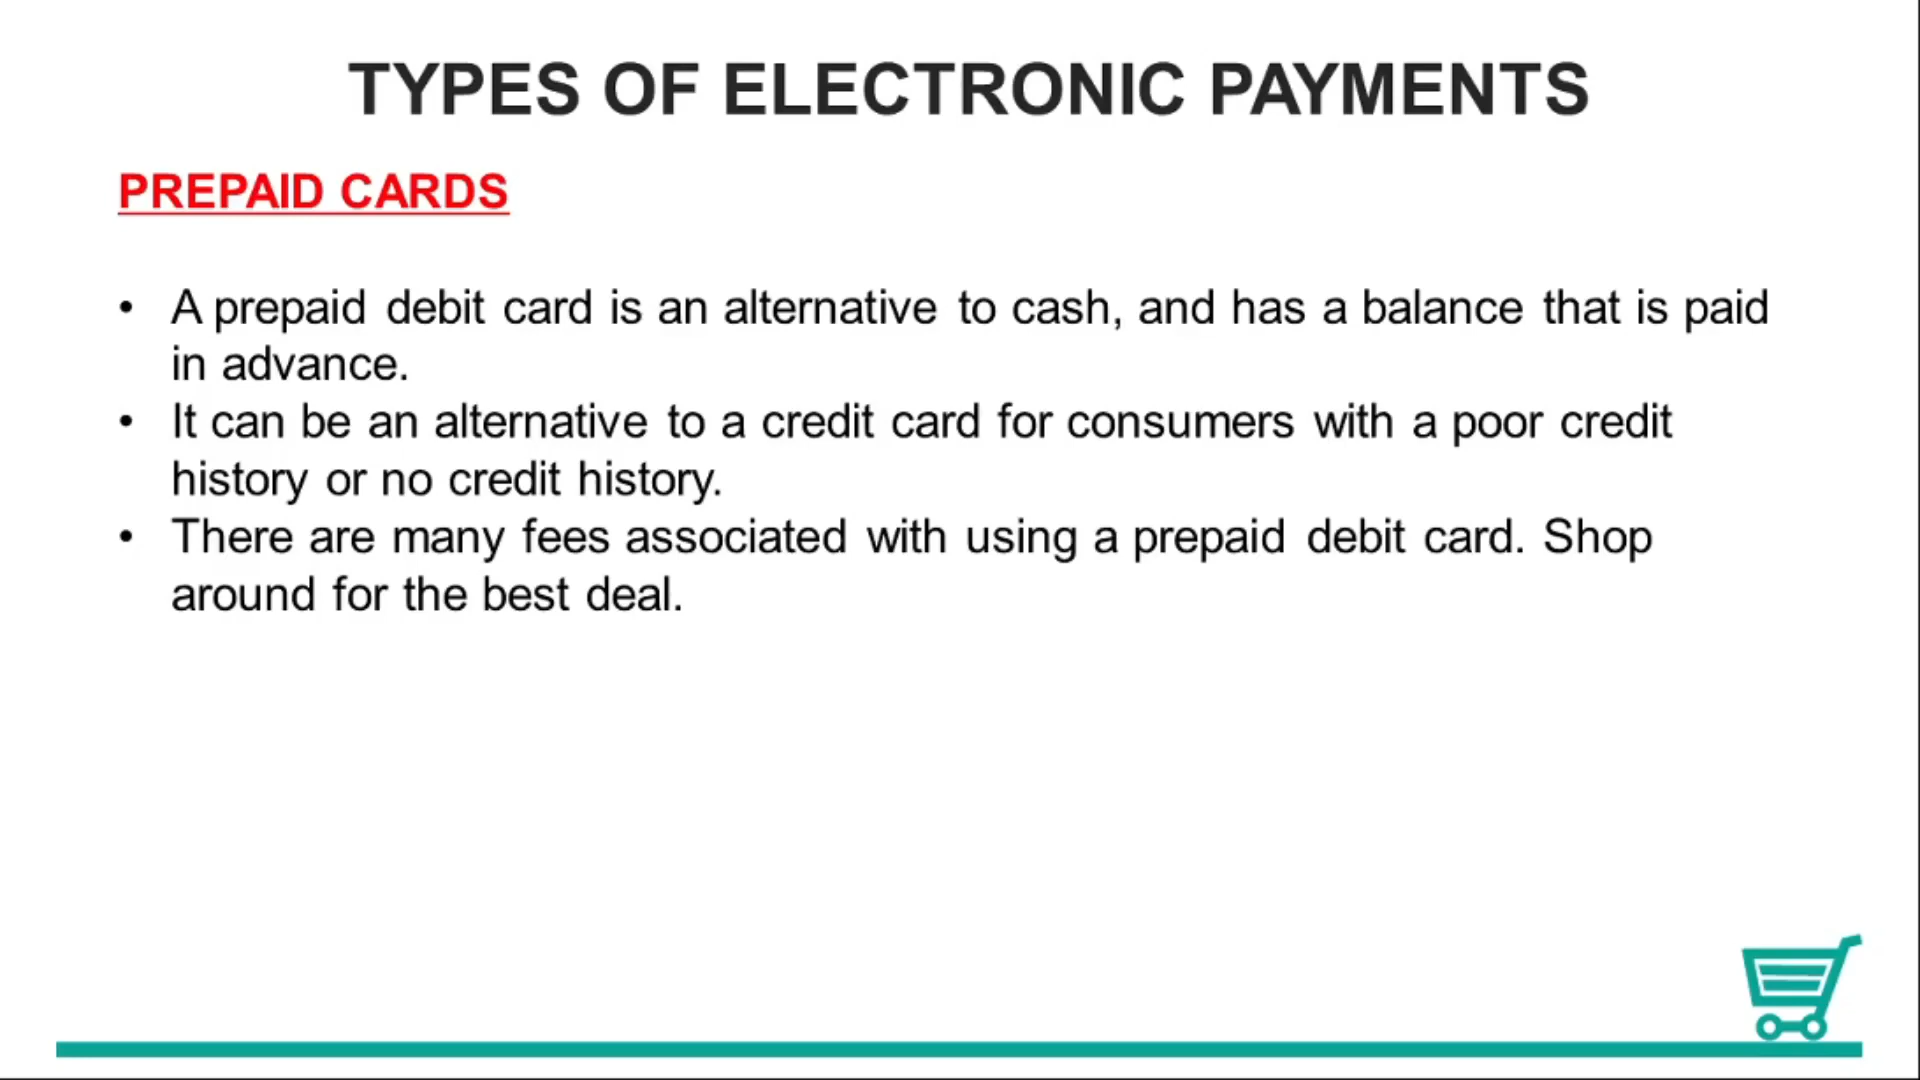 TYPES OF ELECTRONIC PAYMENTS
PREPAID CARDS
• A prepaid debit card is an alternative to cash, and has a balance that is paid
in advance.
• It can be an alternative to a credit card for consumers with a poor credit
history or no credit history.
• There are many fees associated with using a prepaid debit card. Shop
around for the best deal.